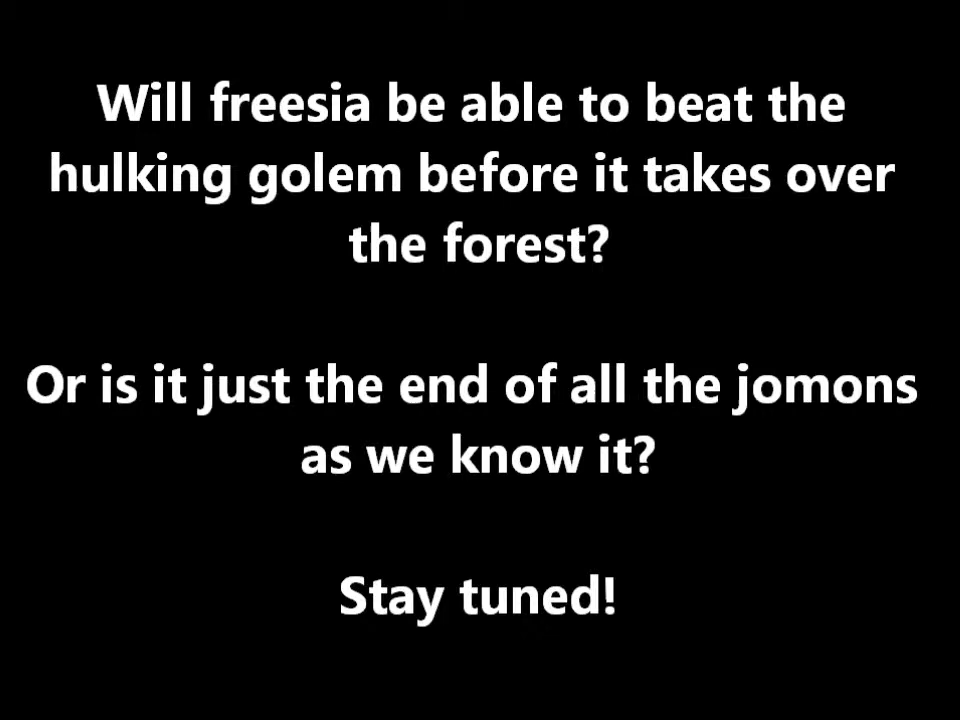 Will freesia be able to beat the
hulking golem before it takes over
the forest?
Or is it just the end of all the jomons
as we know it?
Stay tuned!